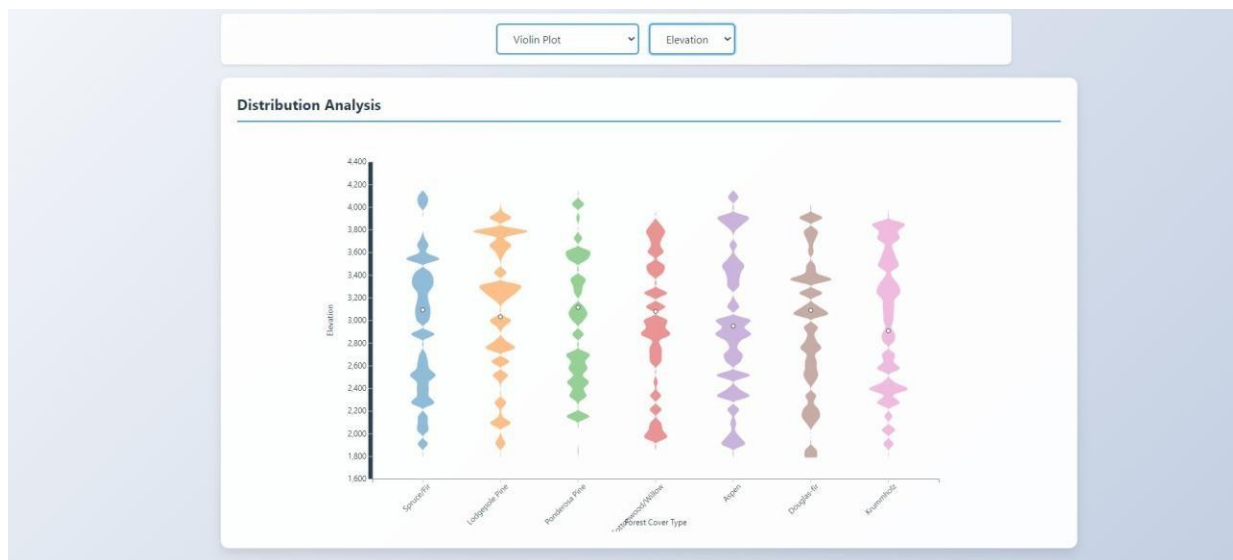 Violin Plot Elevation
Distribution Analysis
4,400
4,200
4,000
3,800
3,600
3,400
3,200
3,000
2,800
2,600
2,400
2,200
2,000
1,800
1,600
Elevation
Spruce/Fir
Lodgepole Pine
Ponderosa Pine
wood/Willow
Aspen
Douglas-fir
Krummholz
Forest Cover Type